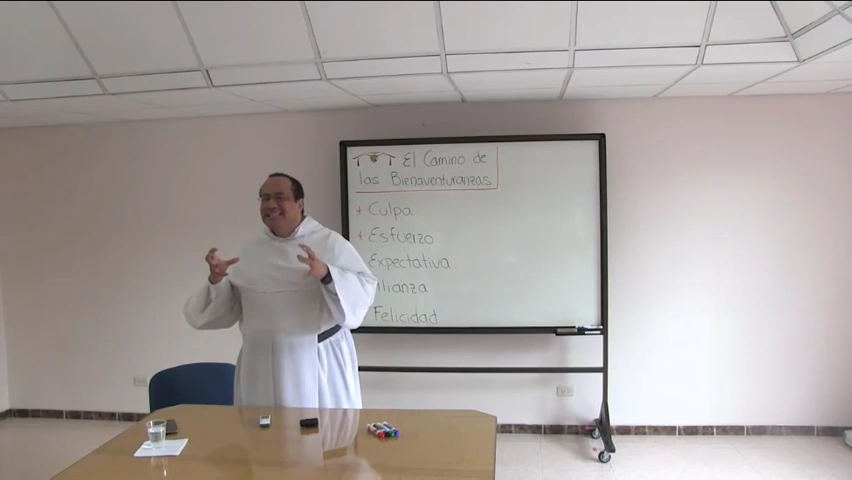 El Camino de
las Bienaventuranzas
* Culpa
* Esfuerzo
Expectativa
lianza
Felicidad